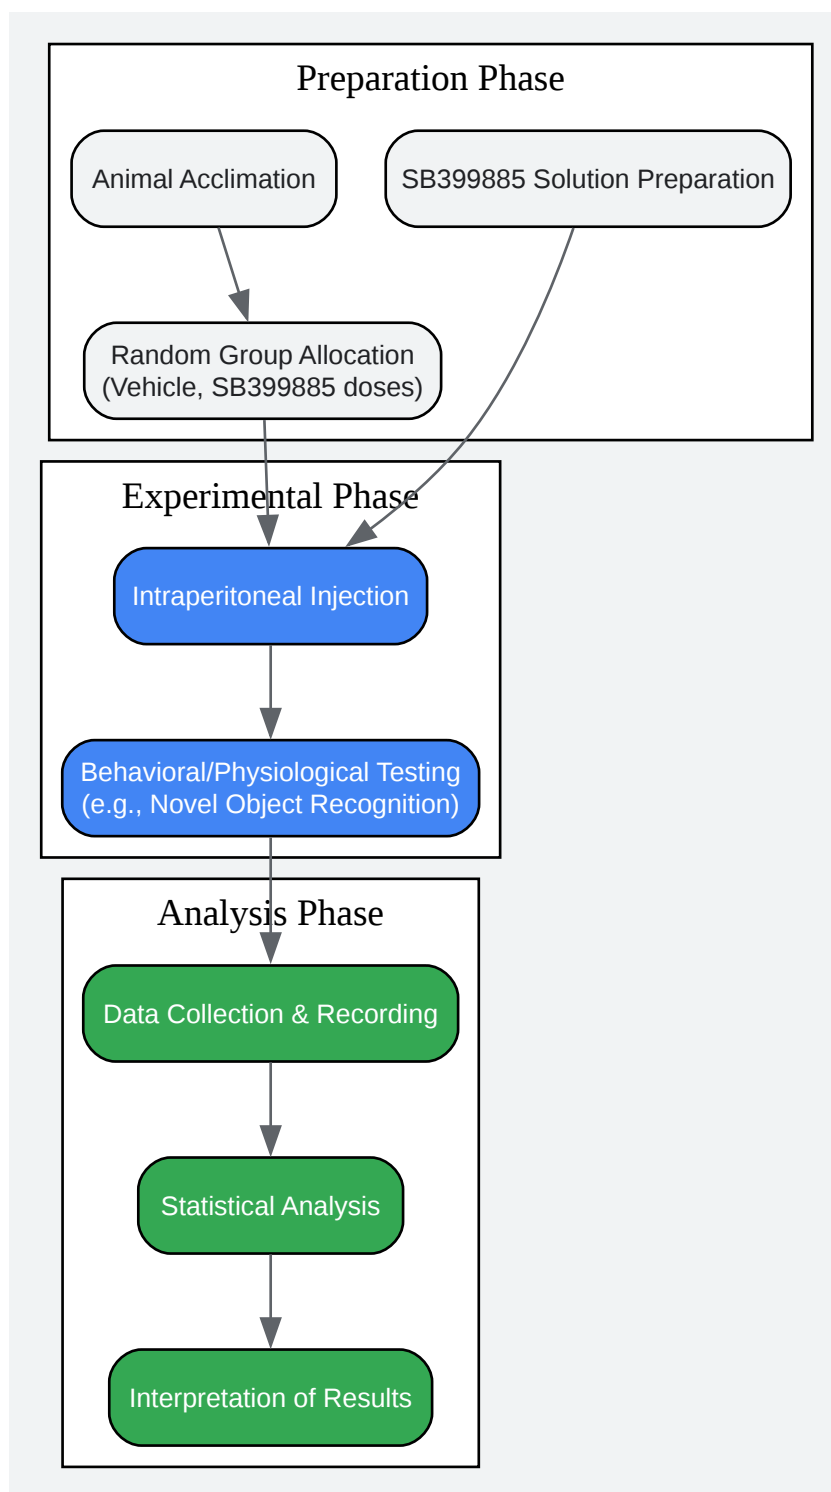 Preparation Phase
Animal Acclimation
SB399885 Solution Preparation
Random Group Allocation
(Vehicle, SB399885 doses)
Experimental Phase
Intraperitoneal Injection
Behavioral/Physiological Testing
(e.g., Novel Object Recognition)
Analysis Phase
Data Collection & Recording
Statistical Analysis
Interpretation of Results